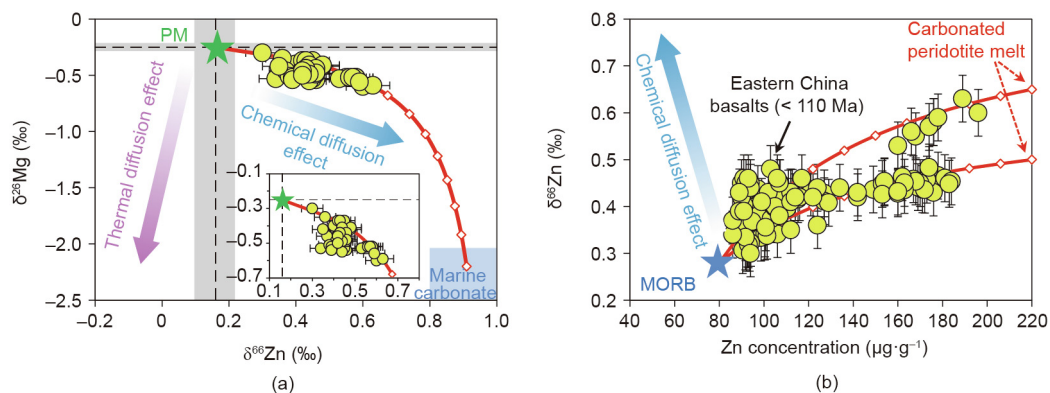 0
PM
−0.5
−1.0
−1.5
−2.0
−2.5
δ26Mg (‰)
Thermal diffusion effect
Chemical diffusion
effect
−0.1
−0.3
−0.5
−0.7
0.1 0.3 0.5 0.7
Marine
carbonate
−0.2 0 0.2 0.4 0.6 0.8 1.0
δ66Zn (‰)
(a)
0.8
0.7
0.6
0.5
0.4
0.3
0.2
δ66Zn (‰)
Chemical diffusion effect
Carbonated
peridotite melt
Eastern China
basalts (< 110 Ma)
MORB
40 60 80 100 120 140 160 180 200 220
Zn concentration (μg·g−1)
(b)